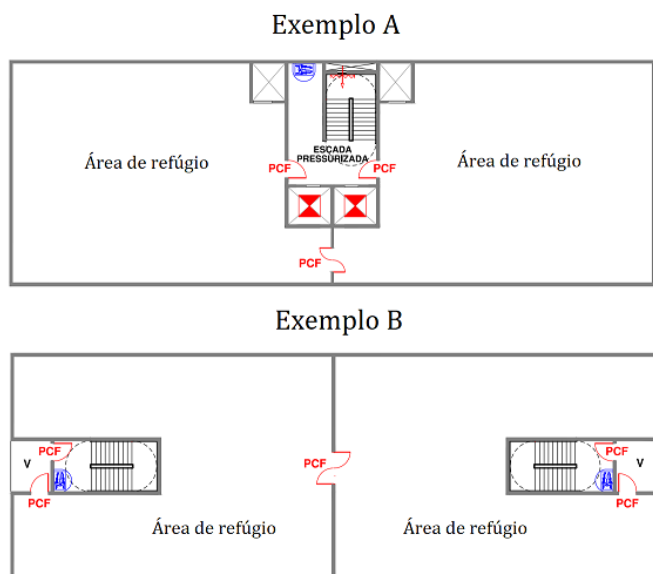 Exemplo A
Área de refúgio
ESCADA
PRESSURIZADA
Área de refúgio
PCF
PCF
PCF
Exemplo B
PCF
PCF
V
V
PCF
PCF
PCF
Área de refúgio
Área de refúgio